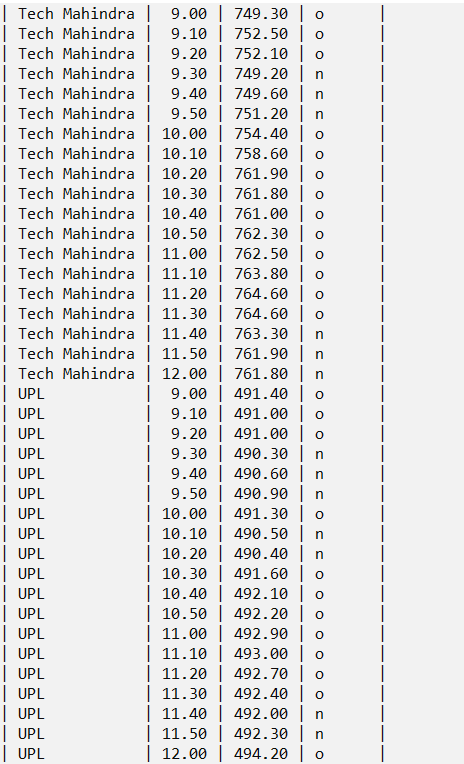 | Tech Mahindra |  9.00 | 749.30 | o      |
| Tech Mahindra |  9.10 | 752.50 | o      |
| Tech Mahindra |  9.20 | 752.10 | o      |
| Tech Mahindra |  9.30 | 749.20 | n      |
| Tech Mahindra |  9.40 | 749.60 | n      |
| Tech Mahindra |  9.50 | 751.20 | n      |
| Tech Mahindra | 10.00 | 754.40 | o      |
| Tech Mahindra | 10.10 | 758.60 | o      |
| Tech Mahindra | 10.20 | 761.90 | o      |
| Tech Mahindra | 10.30 | 761.80 | o      |
| Tech Mahindra | 10.40 | 761.00 | o      |
| Tech Mahindra | 10.50 | 762.30 | o      |
| Tech Mahindra | 11.00 | 762.50 | o      |
| Tech Mahindra | 11.10 | 763.80 | o      |
| Tech Mahindra | 11.20 | 764.60 | o      |
| Tech Mahindra | 11.30 | 764.60 | o      |
| Tech Mahindra | 11.40 | 763.30 | n      |
| Tech Mahindra | 11.50 | 761.90 | n      |
| Tech Mahindra | 12.00 | 761.80 | n      |
| UPL           |  9.00 | 491.40 | o      |
| UPL           |  9.10 | 491.00 | o      |
| UPL           |  9.20 | 491.00 | o      |
| UPL           |  9.30 | 490.30 | n      |
| UPL           |  9.40 | 490.60 | n      |
| UPL           |  9.50 | 490.90 | n      |
| UPL           | 10.00 | 491.30 | o      |
| UPL           | 10.10 | 490.50 | n      |
| UPL           | 10.20 | 490.40 | n      |
| UPL           | 10.30 | 491.60 | o      |
| UPL           | 10.40 | 492.10 | o      |
| UPL           | 10.50 | 492.20 | o      |
| UPL           | 11.00 | 492.90 | o      |
| UPL           | 11.10 | 493.00 | o      |
| UPL           | 11.20 | 492.70 | o      |
| UPL           | 11.30 | 492.40 | o      |
| UPL           | 11.40 | 492.00 | n      |
| UPL           | 11.50 | 492.30 | n      |
| UPL           | 12.00 | 494.20 | o      |